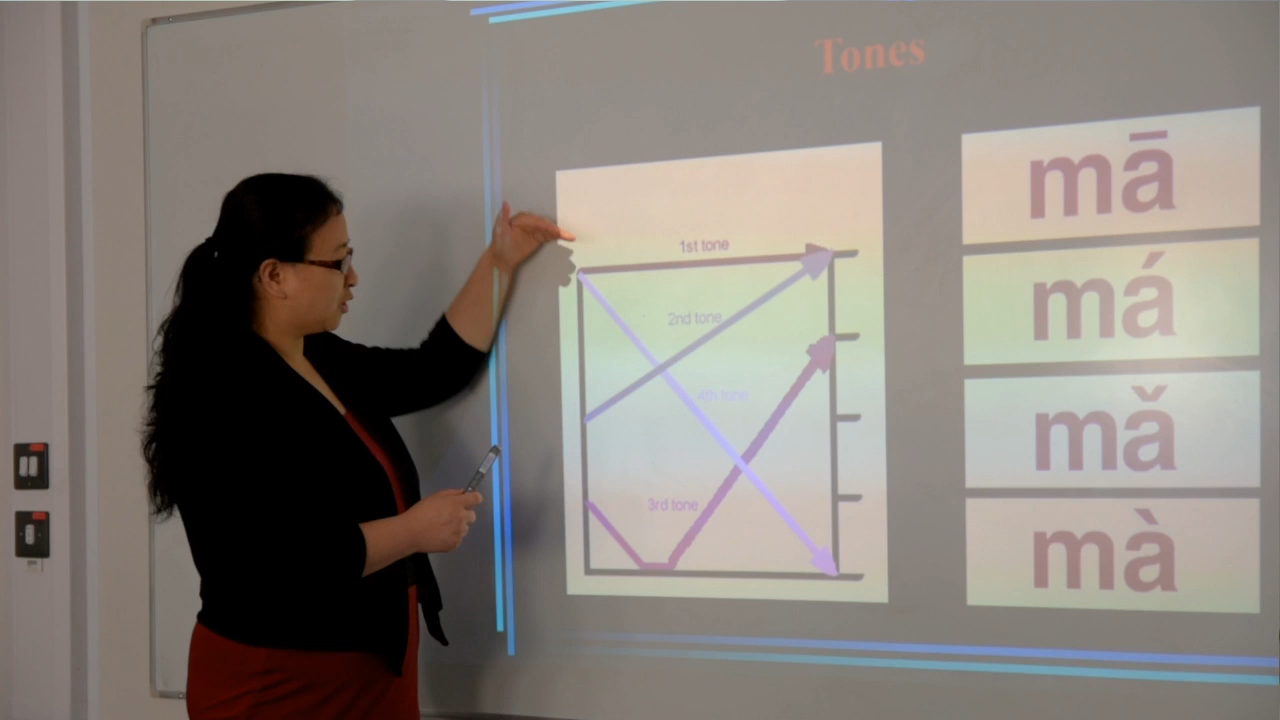 Tones
1st tone
2nd tone
4th tone
3rd tone
mā
má
mǎ
mà